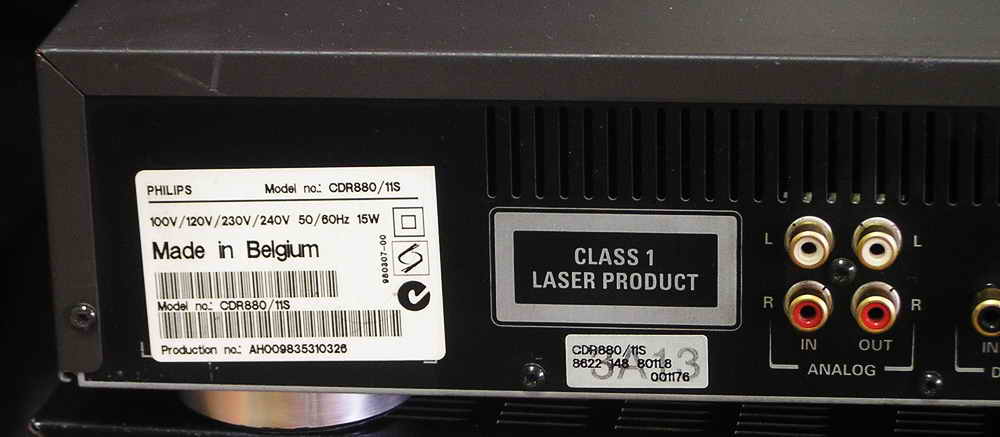 PHILIPS Model no.: CDR880/11S
100V/120V/230V/240V 50/60Hz 15W
Made in Belgium
980307-00
Model no.: CDR880/11S
Production no.: AH009835310326
CLASS 1
LASER PRODUCT
CDR880 /11S
8622 148 80118
001176
3A13
L L
R R
IN OUT
ANALOG
IN
D